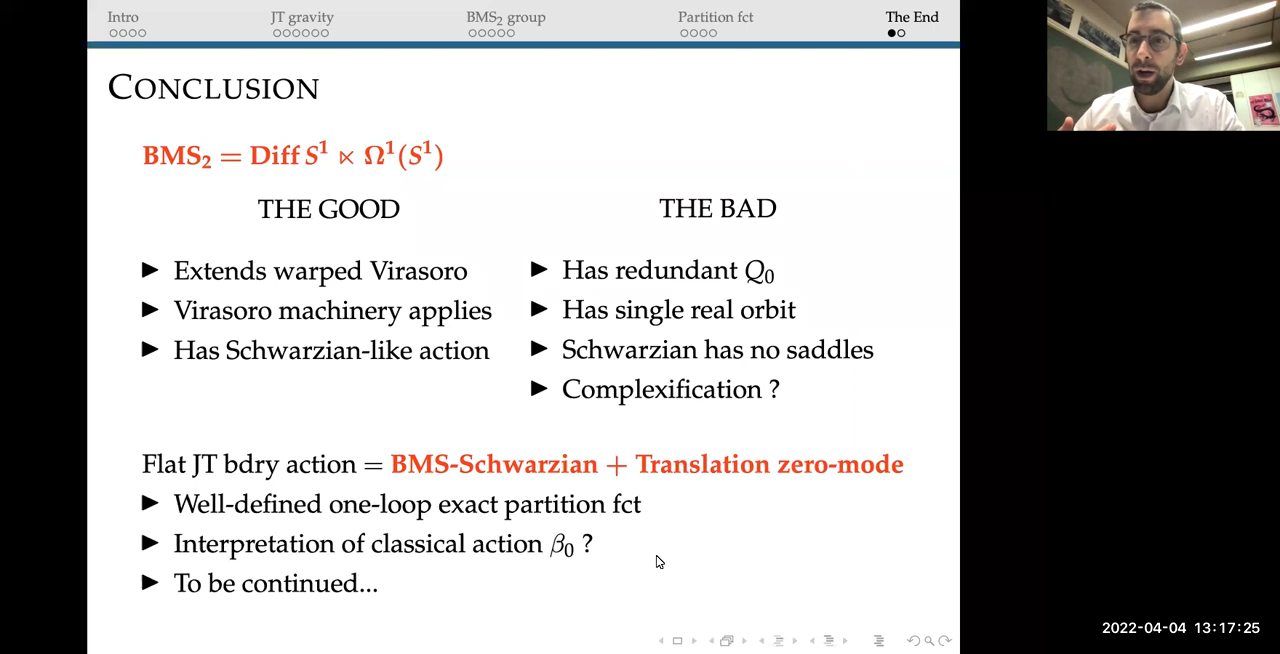 Intro
JT gravity
BMS₂ group
Partition fct
The End
CONCLUSION
BMS₂ = Diff S¹ ⋉ Ω¹(S¹)
THE GOOD
▶ Extends warped Virasoro
▶ Virasoro machinery applies
▶ Has Schwarzian-like action
THE BAD
▶ Has redundant Q₀
▶ Has single real orbit
▶ Schwarzian has no saddles
▶ Complexification ?
Flat JT bdry action = BMS-Schwarzian + Translation zero-mode
▶ Well-defined one-loop exact partition fct
▶ Interpretation of classical action β₀ ?
▶ To be continued...
2022-04-04 13:17:25